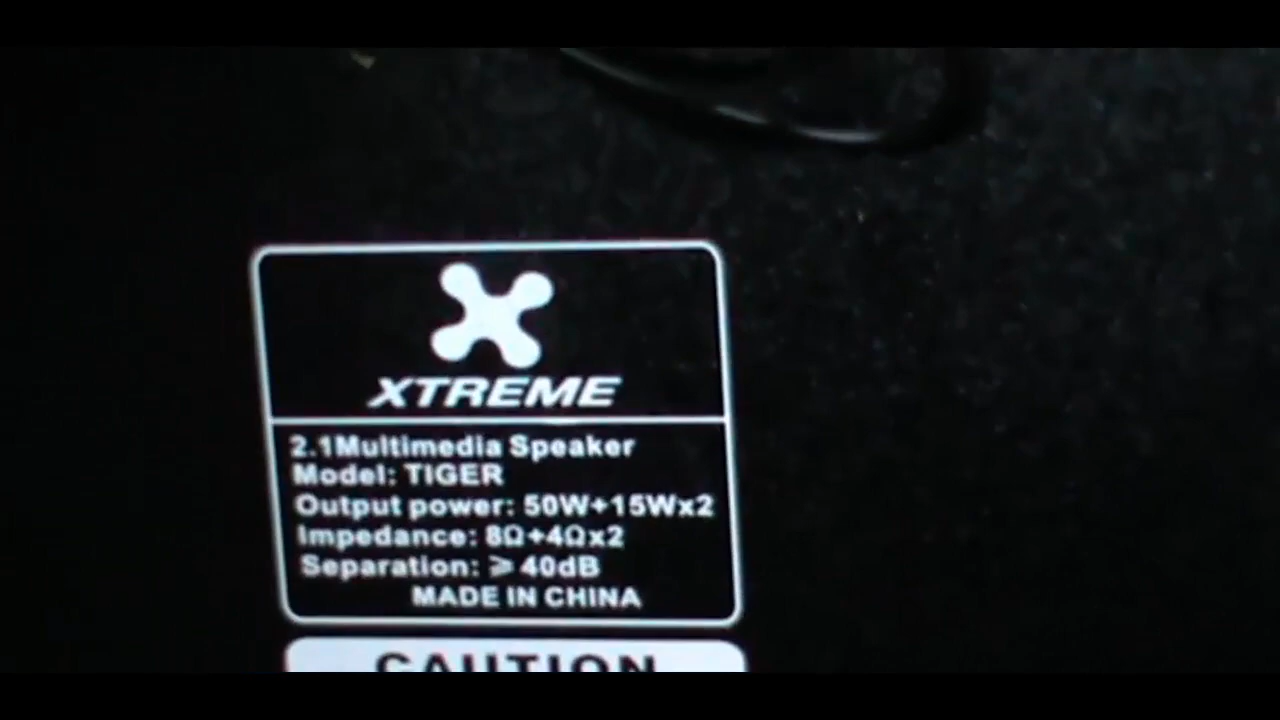 XTREME
2.1Multimedia Speaker
Model: TIGER
Output power: 50W+15Wx2
Impedance: 8Ω+4Ωx2
Separation: ⩾ 40dB
MADE IN CHINA
CAUTION